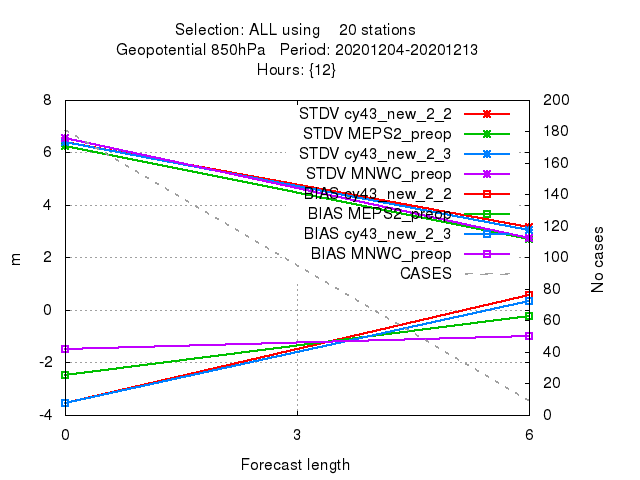 Selection: ALL using    20 stations
Geopotential 850hPa   Period: 20201204-20201213
Hours: {12}
8 200
STDV cy43_new_2_2
180
STDV MEPS2_preop
6 160
STDV cy43_new_2_3
STDV MNWC_preop
140
BIAS cy43_new_2_2
4
BIAS MEPS2_preop
120
BIAS cy43_new_2_3
BIAS MNWC_preop
2 100
CASES
80
0
60
-2 40
20
-4 0
m
No cases
0 3 6
Forecast length